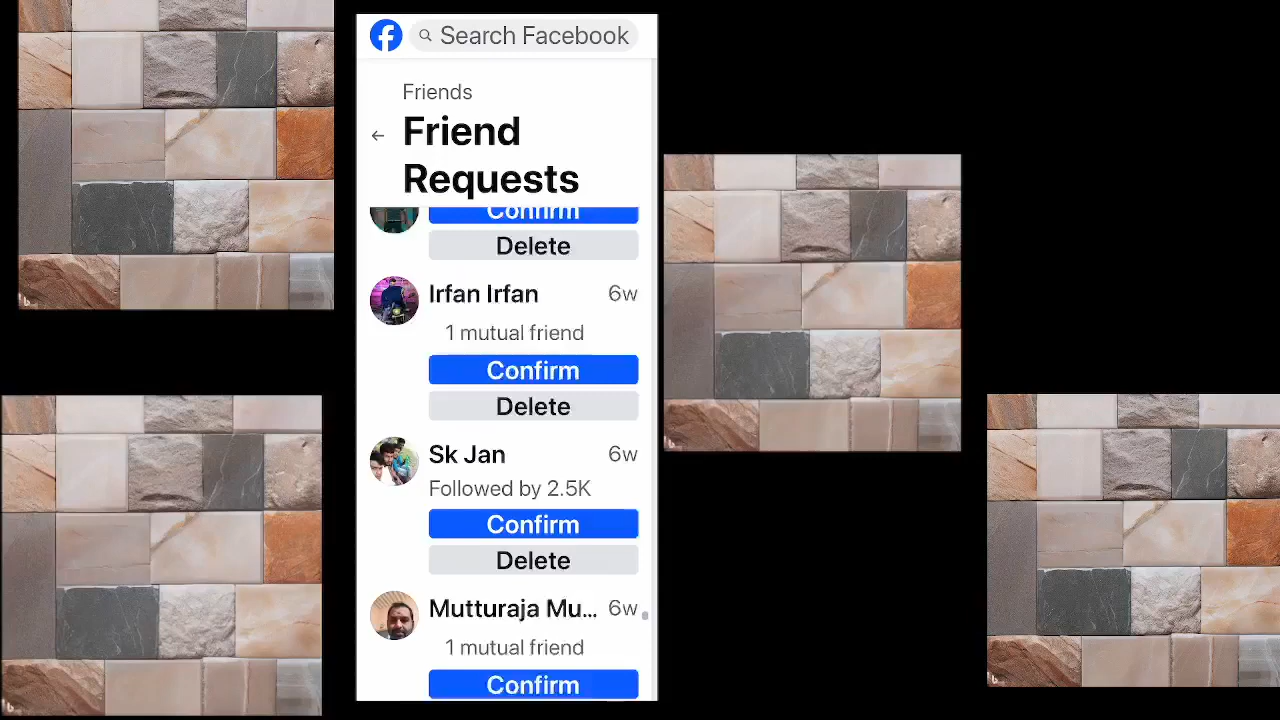 Search Facebook
Friends
Friend
Requests
Confirm
Delete
Irfan Irfan 6w
1 mutual friend
Confirm
Delete
Sk Jan 6w
Followed by 2.5K
Confirm
Delete
Mutturaja Mu... 6w
1 mutual friend
Confirm